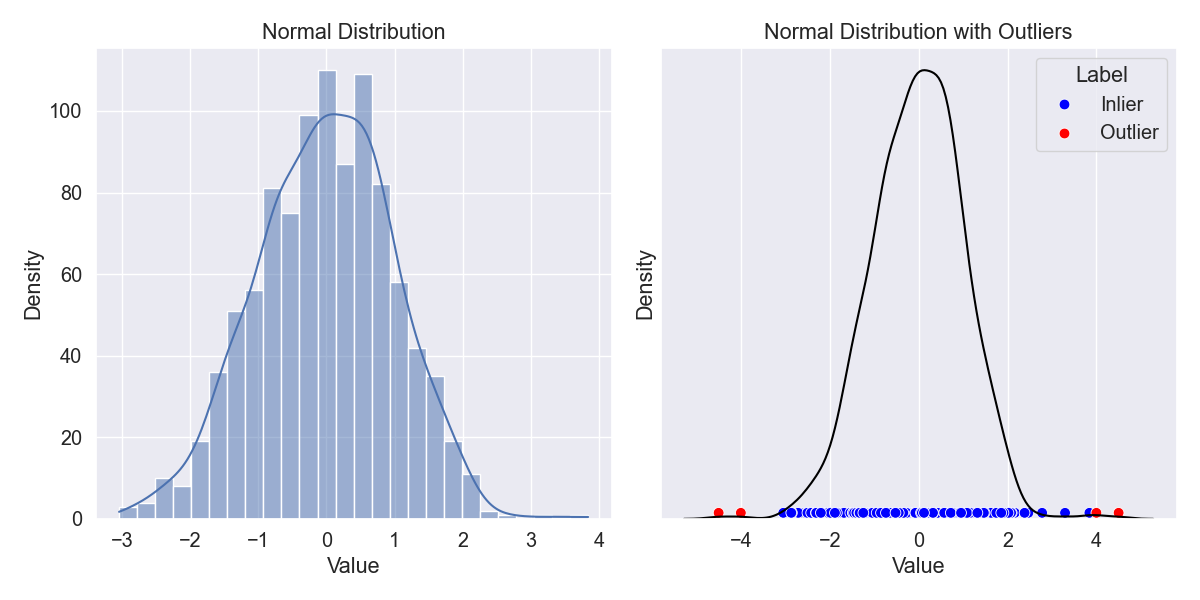 Normal Distribution
Density
100
80
60
40
20
0
−3
−2
−1
0
1
2
3
4
Value
Normal Distribution with Outliers
Label
Inlier
Outlier
Density
−4
−2
0
2
4
Value